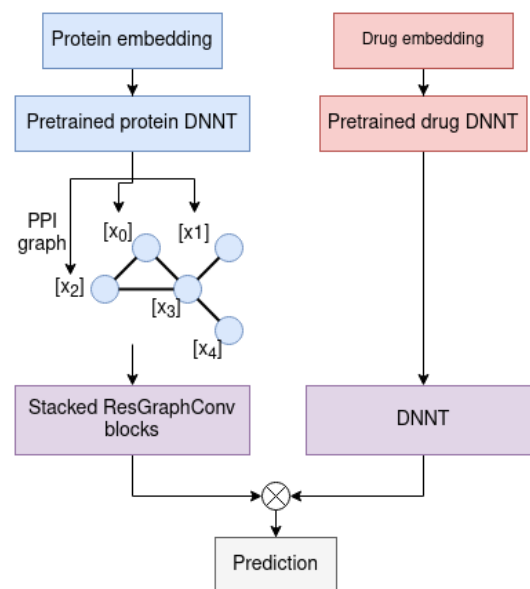 Protein embedding
Drug embedding
Pretrained protein DNNT
Pretrained drug DNNT
PPI
graph
[x0]
[x1]
[x2]
[x3]
[x4]
Stacked ResGraphConv
blocks
DNNT
Prediction